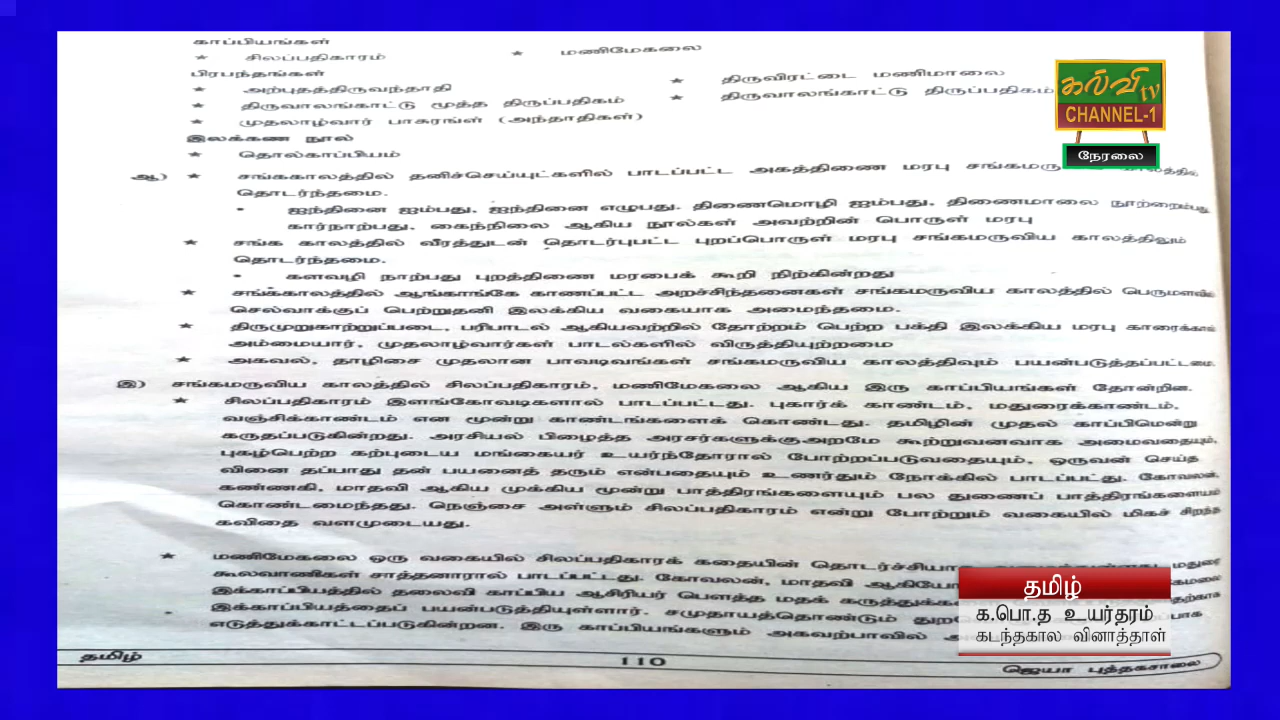 காப்பியங்கள்
★ சிலப்பதிகாரம் ★ மணிமேகலை
பிரபந்தங்கள்
★ அற்புதத்திருவந்தாதி ★ திருவிரட்டை மணிமாலை
★ திருவாலங்காட்டு மூத்த திருப்பதிகம் ★ திருவாலங்காட்டு திருப்பதிகம்
★ முதலாழ்வார் பாசுரங்ள் (அந்தாதிகள்)
இலக்கண நூல்
★ தொல்காப்பியம்
ஆ) ★ சங்ககாலத்தில் தனிச்செய்யுட்களில் பாடப்பட்ட அகத்திணை மரபு காலத்தில்
தொடர்ந்தமை.
• ஐந்தினை ஐம்பது, ஐந்தினை எழுபது, திணைமொழி ஐம்பது, திணைமாலை நூற்றைம்பது
கார்நாற்பது, கைந்நிலை ஆகிய நூல்கள் அவற்றின் பொருள் மரபு
★ சங்க காலத்தில் வீரத்துடன் தொடர்புபட்ட புறப்பொருள் மரபு சங்கமருவிய காலத்திலும்
தொடர்ந்தமை.
• களவழி நாற்பது புறத்திணை மரபைக் கூறி நிற்கின்றது
★ சங்க்காலத்தில் ஆங்காங்கே காணப்பட்ட அறச்சிந்தனைகள் சங்கமருவிய காலத்தில்
செல்வாக்குப் பெற்றுதனி இலக்கிய வகையாக அமைந்தமை.
★ திருமுறுகாற்றுப்படை, பரிபாடல் ஆகியவற்றில் தோற்றம் பெற்ற பக்தி இலக்கிய மரபு
அம்மையார், முதலாழ்வார்கள் பாடல்களில் விருத்தியுற்றமை
★ அகவல், தாழிசை முதலான பாவடிவங்கள் சங்கமருவிய காலத்திலும் பயன்படுத்தப்பட்டமை
இ) சங்கமருவிய காலத்தில் சிலப்பதிகாரம், மணிமேகலை ஆகிய இரு காப்பியங்கள் தோன்றின.
★ சிலப்பதிகாரம் இளங்கோவடிகளால் பாடப்பட்டது. புகார்க் காண்டம், மதுரைக்காண்டம்,
வஞ்சிக்காண்டம் என மூன்று காண்டங்களைக் கொண்டது. தமிழின் முதல் காப்பிமென்று
கருதப்படுகின்றது. அரசியல் பிழைத்த அரசர்களுக்குஅறமே கூற்றுவனவாக அமைவதையும்,
புகழ்பெற்ற கற்புடைய மங்கையர் உயர்ந்தோரால் போற்றப்படுவதையும், ஒருவன் செய்த
வினை தப்பாது தன் பயனைத் தரும் என்பதையும் உணர்தும் நோக்கில் பாடப்பட்டது. கோவலன்,
கண்ணகி, மாதவி ஆகிய முக்கிய மூன்று பாத்திரங்களையும் பல துணைப் பாத்திரங்களையும்
கொண்டமைந்தது. நெஞ்சை அள்ளும் சிலப்பதிகாரம் என்று போற்றும் வகையில் மிகச் சிறந்த
கவிதை வளமுடையது.
★ மணிமேகலை ஒரு வகையில் சிலப்பதிகாரக் கதையின் மதுரை
கூலவாணிகள் சாத்தனாரால் பாடப்பட்டது. கோவலன், மாதவி
இக்காப்பியத்தில் தலைவி காப்பிய ஆசிரியர் பௌத்த மதக்
இக்காப்பியத்தைப் பயன்படுத்தியுள்ளார். சமுதாயத்தொண்டும்
எடுத்துக்காட்டப்படுகின்றன. இரு காப்பியங்களும் அகவற்பாவில்
தமிழ் 110 ஜெயா புத்தகசாலை
கல்வி tv
CHANNEL-1
நேரலை
தமிழ்
க.பொ.த உயர்தரம்
கடந்தகால வினாத்தாள்